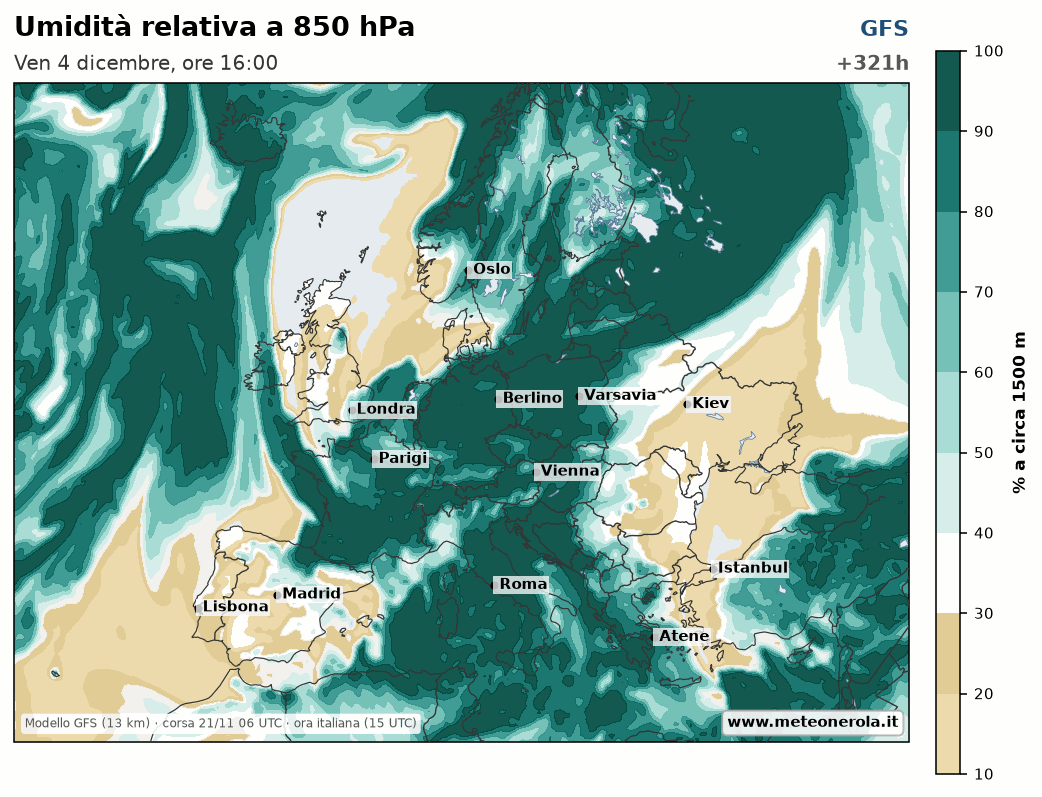 Umidità relativa a 850 hPa
GFS
Ven 4 dicembre, ore 16:00
+321h
100
90
80
70
60
50
40
30
20
10
% a circa 1500 m
Oslo
Berlino
Varsavia
Kiev
Londra
Parigi
Vienna
Istanbul
Roma
Madrid
Lisbona
Atene
Modello GFS (13 km) · corsa 21/11 06 UTC · ora italiana (15 UTC)
www.meteonerola.it